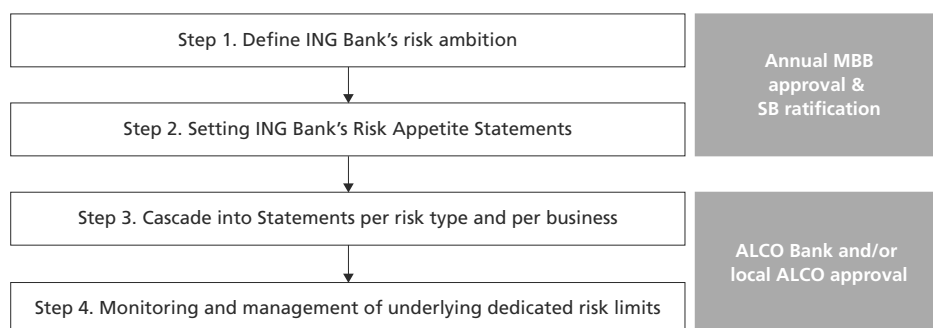 Step 1. Define ING Bank's risk ambition
Annual MBB
approval &
SB ratification
Step 2. Setting ING Bank's Risk Appetite Statements
Step 3. Cascade into Statements per risk type and per business
ALCO Bank and/or
local ALCO approval
Step 4. Monitoring and management of underlying dedicated risk limits